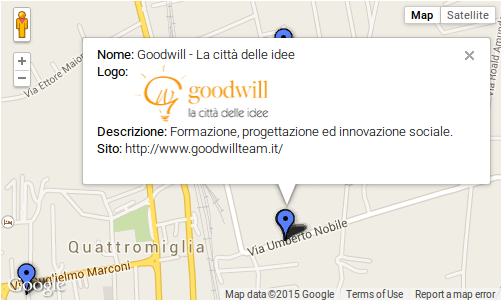 Map
Satellite
Via Ettore Maior
Via Roald Amund
Nome: Goodwill - La città delle idee
Logo:
goodwill
la città delle idee
Descrizione: Formazione, progettazione ed innovazione sociale.
Sito: http://www.goodwillteam.it/
Via Umberto Nobile
Quattromiglia
Guglielmo Marconi
Google
Map data ©2015 Google
Terms of Use
Report a map error